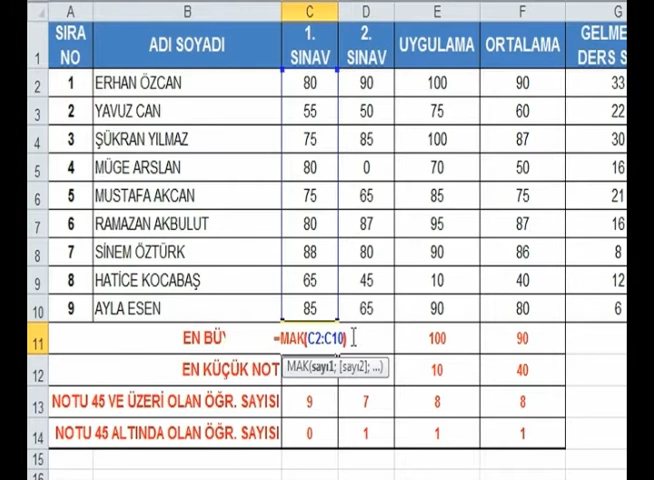 A B C D E F G
1 SIRA NO ADI SOYADI 1. SINAV 2. SINAV UYGULAMA ORTALAMA GELME DERS S
2 1 ERHAN ÖZCAN 80 90 100 90 33
3 2 YAVUZ CAN 55 50 75 60 22
4 3 ŞÜKRAN YILMAZ 75 85 100 87 30
5 4 MÜGE ARSLAN 80 0 70 50 16
6 5 MUSTAFA AKCAN 75 65 85 75 21
7 6 RAMAZAN AKBULUT 80 87 95 87 16
8 7 SİNEM ÖZTÜRK 88 80 90 86 8
9 8 HATİCE KOCABAŞ 65 45 10 40 12
10 9 AYLA ESEN 85 65 90 80 6
11 EN BÜ =MAK(C2:C10) 100 90
12 EN KÜÇÜK NOT MAK(sayı1; [sayı2]; ...) 10 40
13 NOTU 45 VE ÜZERİ OLAN ÖĞR. SAYISI 9 7 8 8
14 NOTU 45 ALTINDA OLAN ÖĞR. SAYISI 0 1 1 1
15
16